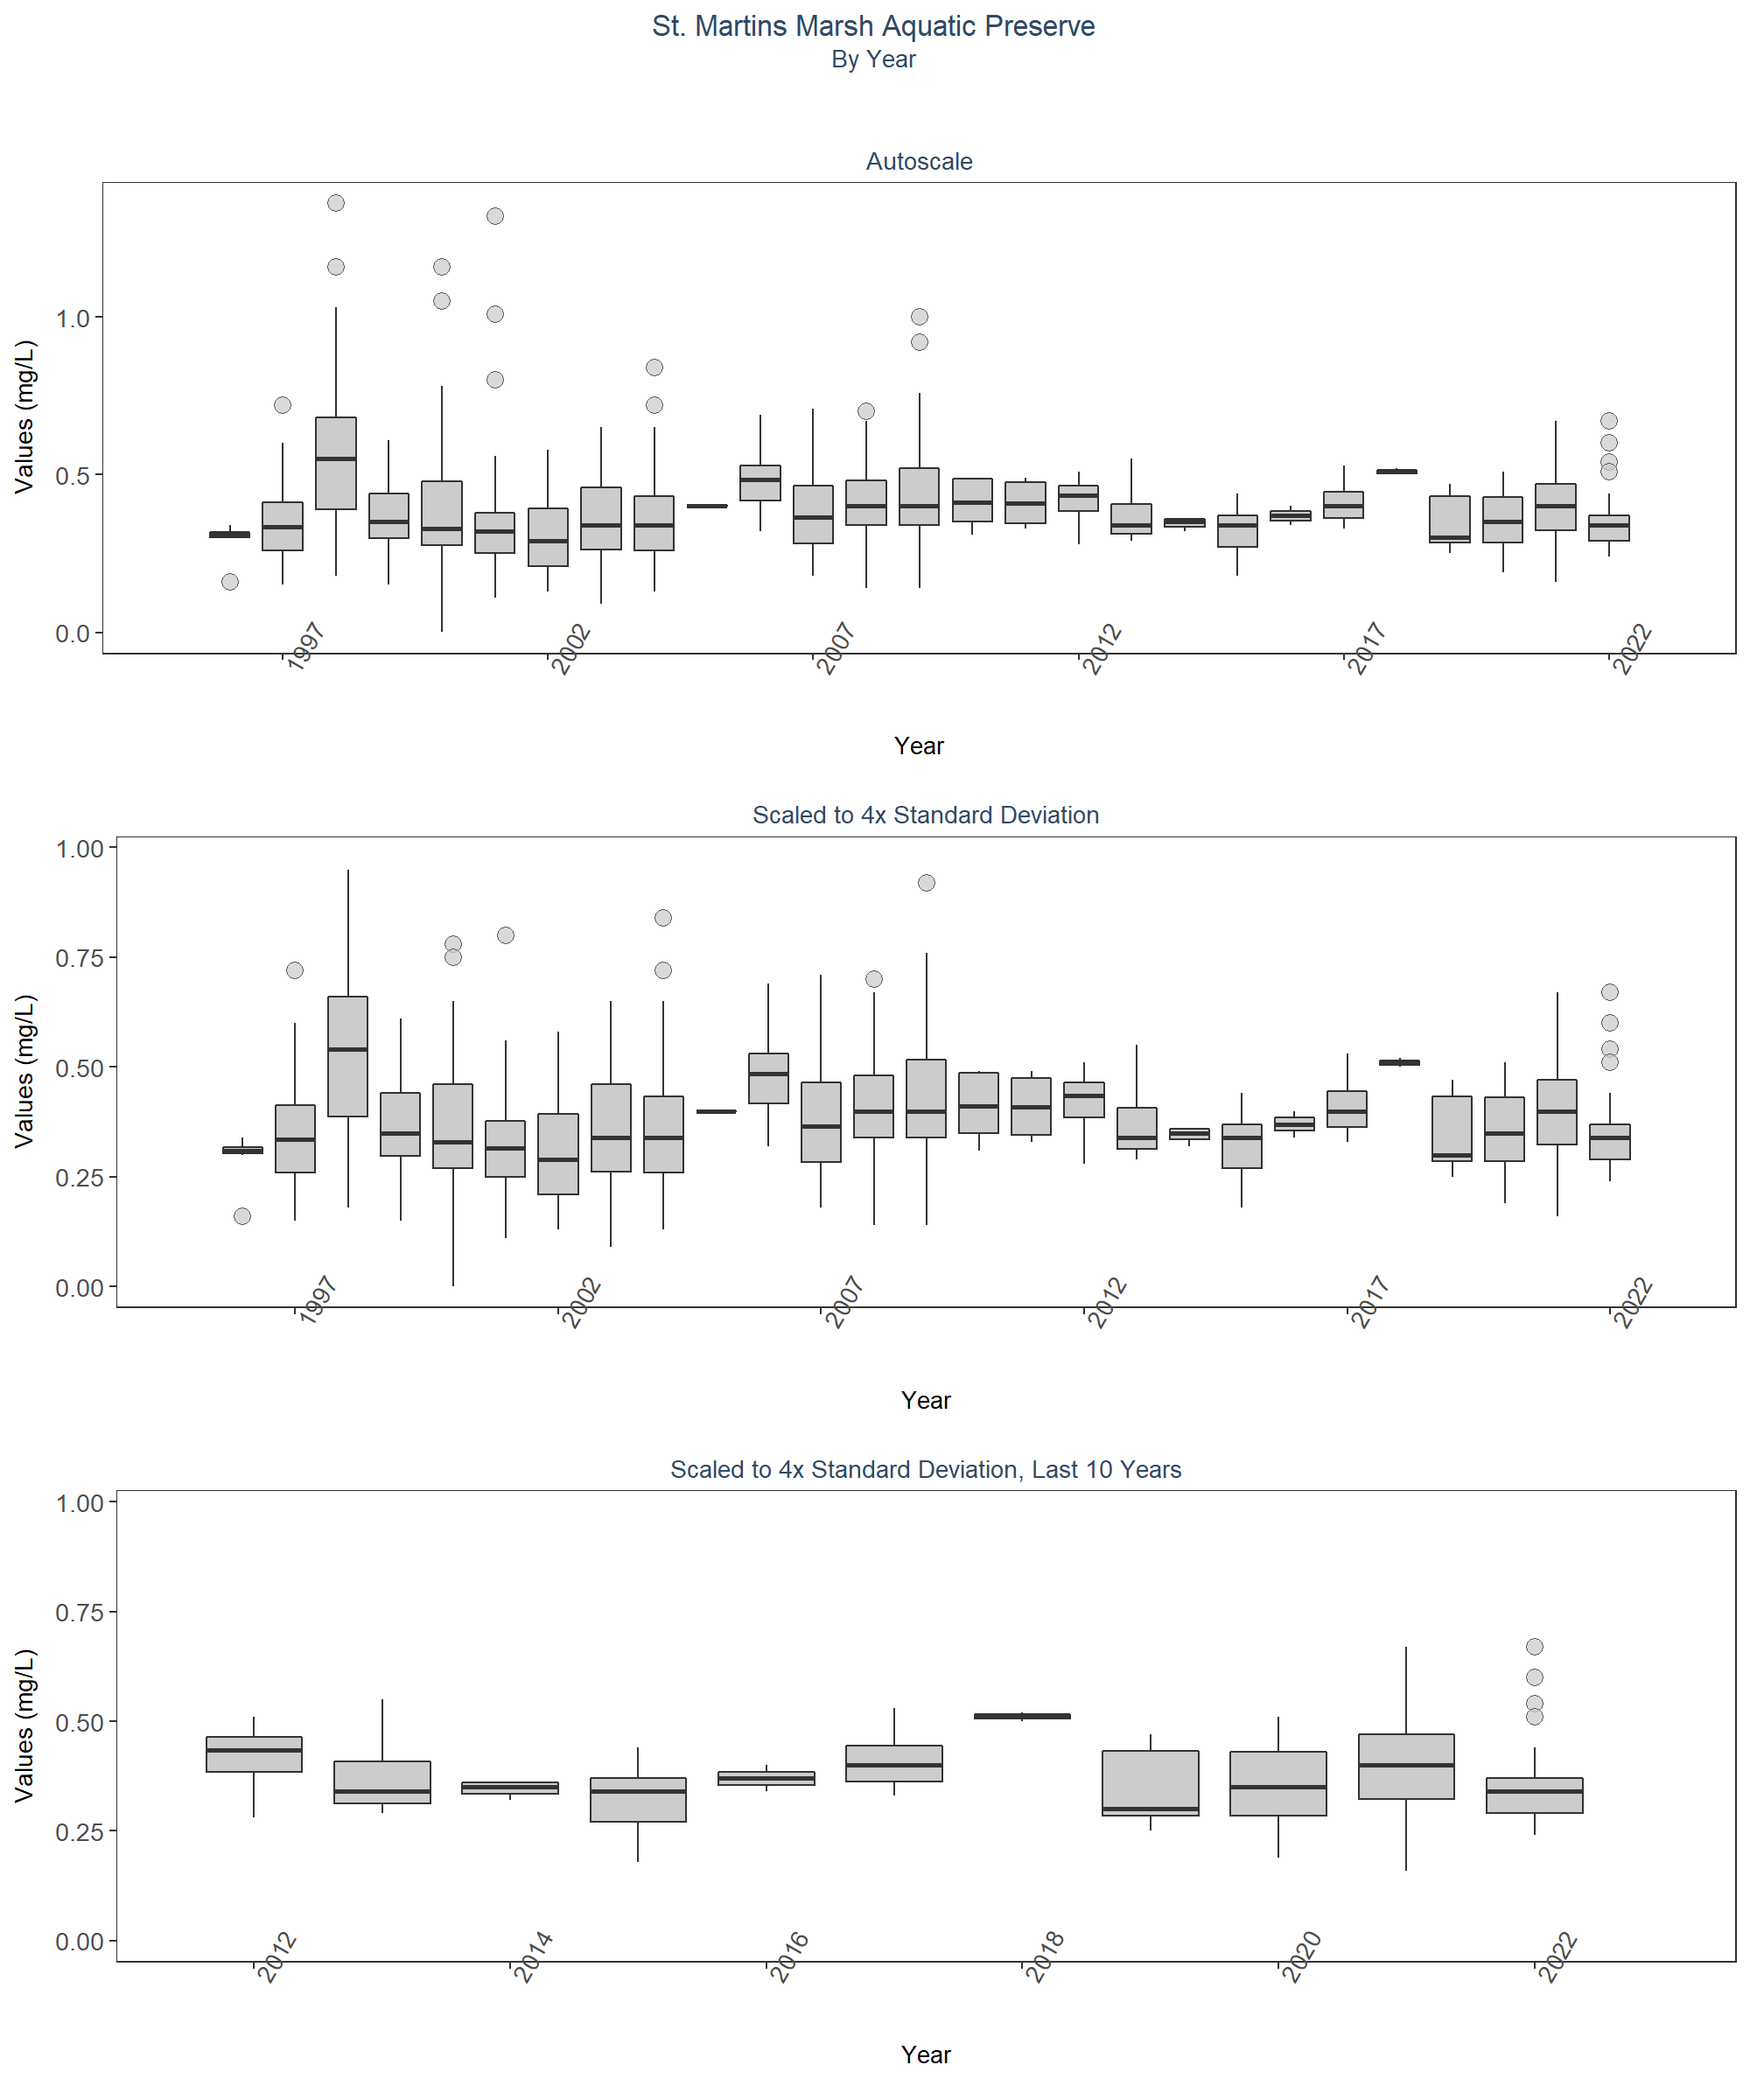 St. Martins Marsh Aquatic Preserve
By Year
Autoscale
Values (mg/L)
1.0
0.5
0.0
1997 2002 2007 2012 2017 2022
Year
Scaled to 4x Standard Deviation
Values (mg/L)
1.00
0.75
0.50
0.25
0.00
1997 2002 2007 2012 2017 2022
Year
Scaled to 4x Standard Deviation, Last 10 Years
Values (mg/L)
1.00
0.75
0.50
0.25
0.00
2012 2014 2016 2018 2020 2022
Year